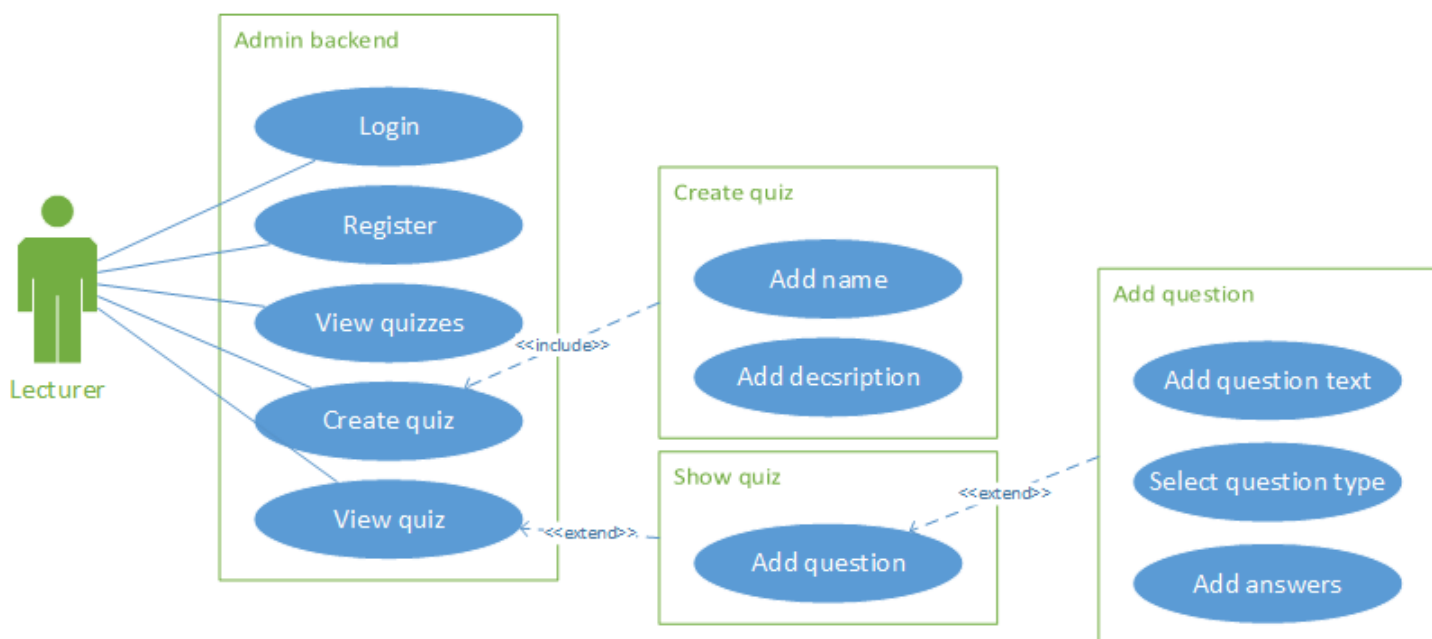 Admin backend
Login
Register
View quizzes
Create quiz
View quiz
Lecturer
<<include>>
<<extend>>
Create quiz
Add name
Add decsription
Show quiz
Add question
<<extend>>
Add question
Add question text
Select question type
Add answers